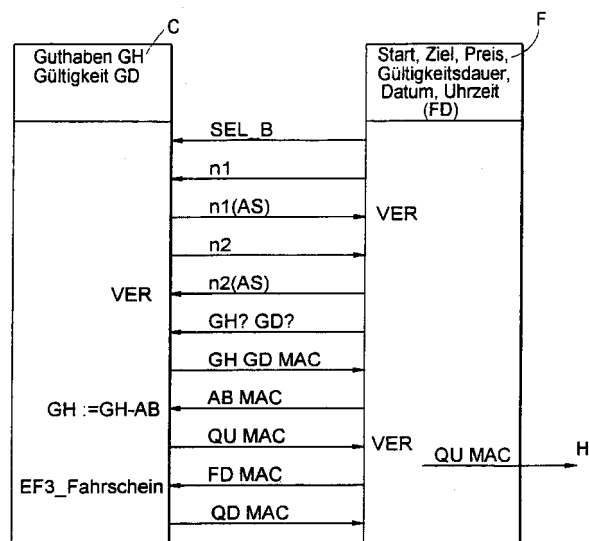 C
Guthaben GH
Gültigkeit GD
F
Start, Ziel, Preis,
Gültigkeitsdauer,
Datum, Uhrzeit
(FD)
SEL_B
n1
n1(AS)
VER
n2
n2(AS)
VER
GH? GD?
GH GD MAC
AB MAC
GH :=GH-AB
QU MAC
VER
QU MAC
H
FD MAC
EF3_Fahrschein
QD MAC